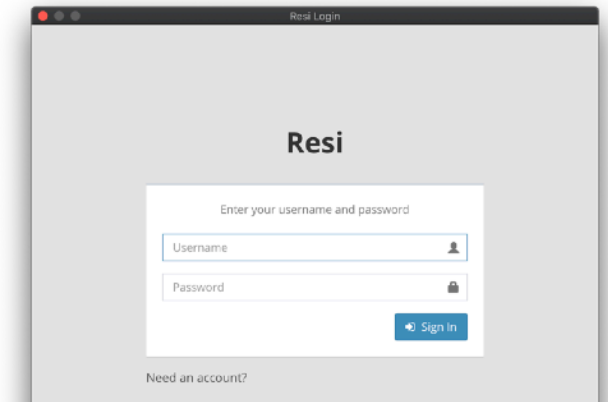 Resi Login
Resi
Enter your username and password
Username
Password
Sign In
Need an account?